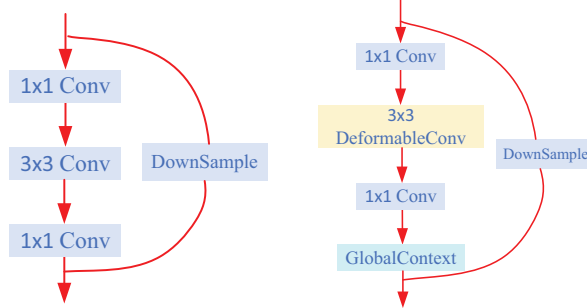 1x1 Conv
3x3 Conv
DownSample
1x1 Conv
1x1 Conv
3x3
DeformableConv
DownSample
1x1 Conv
GlobalContext